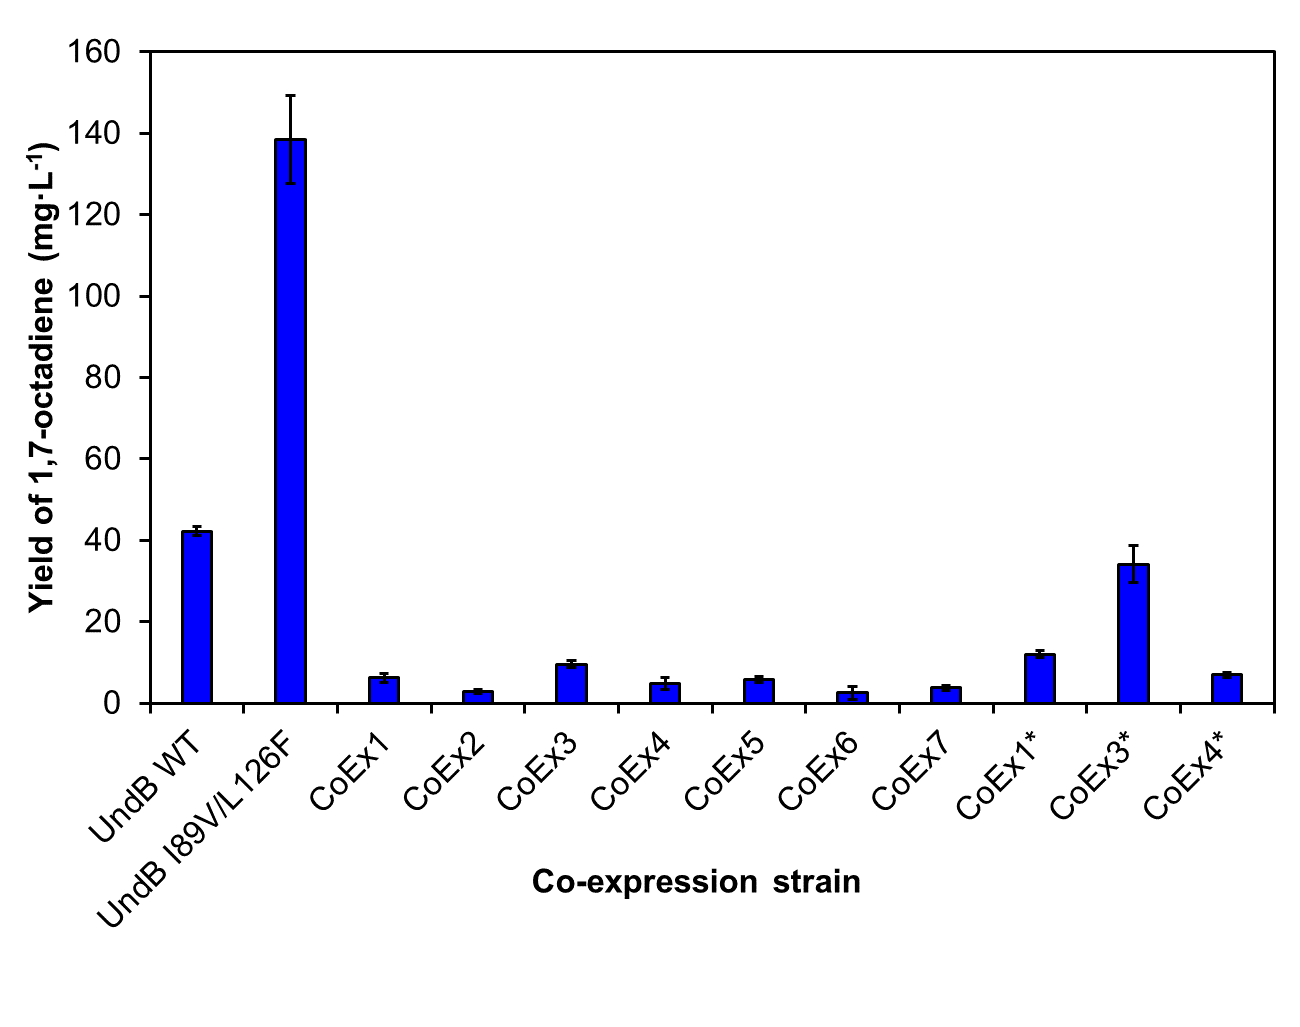 Yield of 1,7-octadiene (mg·L⁻¹)
160
140
120
100
80
60
40
20
0
UndB WT
UndB I89V/L126F
CoEx1
CoEx2
CoEx3
CoEx4
CoEx5
CoEx6
CoEx7
CoEx1*
CoEx3*
CoEx4*
Co-expression strain